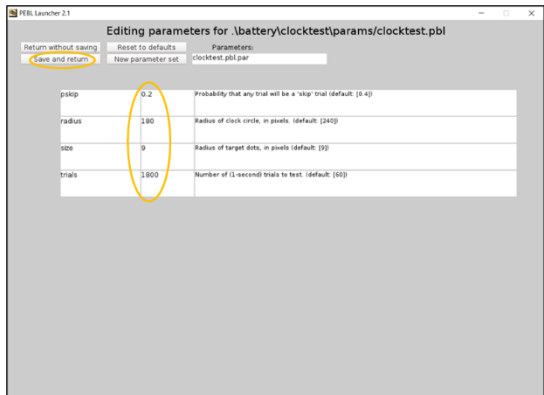 PEBL Launcher 2.1
Editing parameters for .\battery\clocktest\params/clocktest.pbl
Return without saving Reset to defaults Parameters:
Save and return New parameter set clocktest.pbl.par
pskip 0.2 Probability that any trial will be a 'skip' trial (default: [0.4])
radius 180 Radius of clock circle, in pixels. (default: [240])
size 9 Radius of target dots, in pixels (default: [9])
trials 1800 Number of (1-second) trials to test. (default: [60])